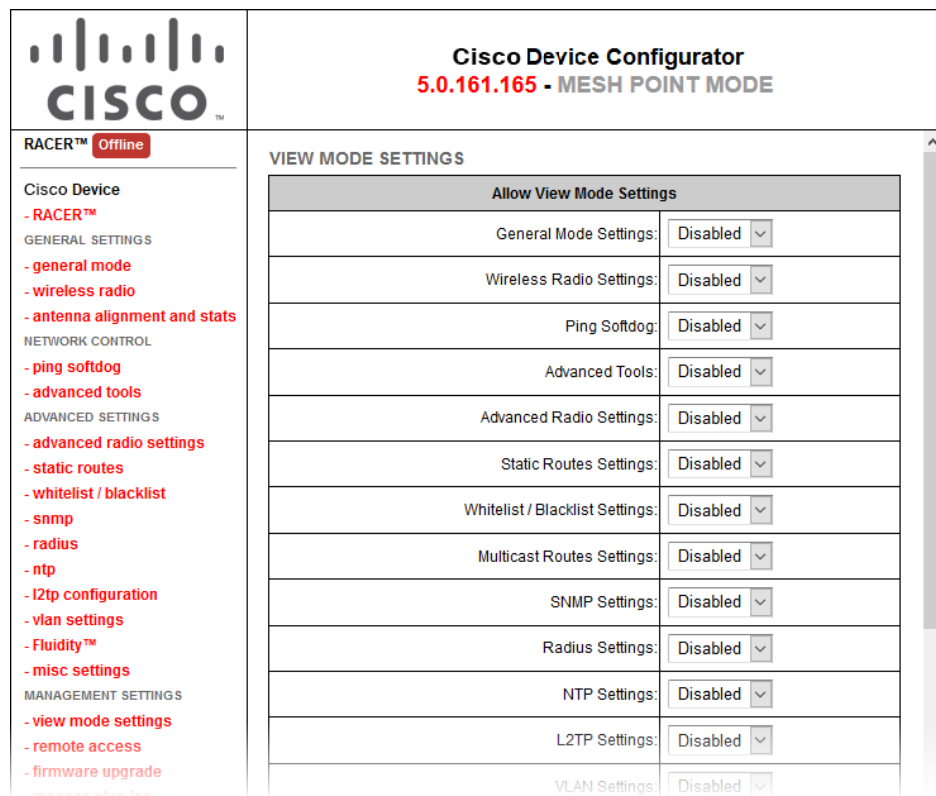 CISCO™
Cisco Device Configurator
5.0.161.165 - MESH POINT MODE
RACER™ Offline
Cisco Device
- RACER™
GENERAL SETTINGS
- general mode
- wireless radio
- antenna alignment and stats
NETWORK CONTROL
- ping softdog
- advanced tools
ADVANCED SETTINGS
- advanced radio settings
- static routes
- whitelist / blacklist
- snmp
- radius
- ntp
- l2tp configuration
- vlan settings
- Fluidity™
- misc settings
MANAGEMENT SETTINGS
- view mode settings
- remote access
- firmware upgrade
VIEW MODE SETTINGS
Allow View Mode Settings
General Mode Settings: Disabled
Wireless Radio Settings: Disabled
Ping Softdog: Disabled
Advanced Tools: Disabled
Advanced Radio Settings: Disabled
Static Routes Settings: Disabled
Whitelist / Blacklist Settings: Disabled
Multicast Routes Settings: Disabled
SNMP Settings: Disabled
Radius Settings: Disabled
NTP Settings: Disabled
L2TP Settings: Disabled
VLAN Settings: Disabled